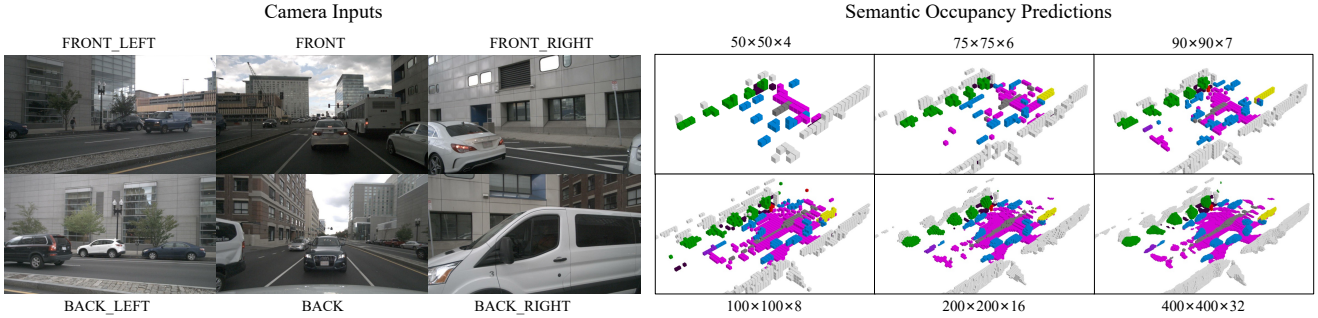 Camera Inputs
Semantic Occupancy Predictions
FRONT_LEFT
FRONT
FRONT_RIGHT
50×50×4
75×75×6
90×90×7
BACK_LEFT
BACK
BACK_RIGHT
100×100×8
200×200×16
400×400×32